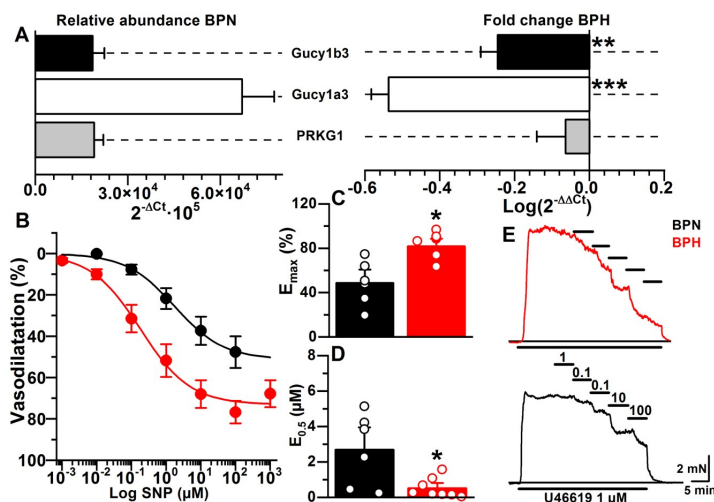 Relative abundance BPN
Fold change BPH
A
Gucy1b3
**
Gucy1a3
***
PRKG1
0.0 3.0×10⁴ 6.0×10⁴
2^-ΔCt·10⁵
-0.6 -0.4 -0.2 0.0 0.2
Log(2^-ΔΔCt)
B
Vasodilatation (%)
0
20
40
60
80
100
10⁻³ 10⁻² 10⁻¹ 10⁰ 10¹ 10² 10³
Log SNP (µM)
C
Emax (%)
120
80
40
0
*
D
E0.5 (µM)
8
6
4
2
0
*
E
BPN
BPH
1
0.1
0.1
10
100
U46619 1 µM
2 mN
5 min